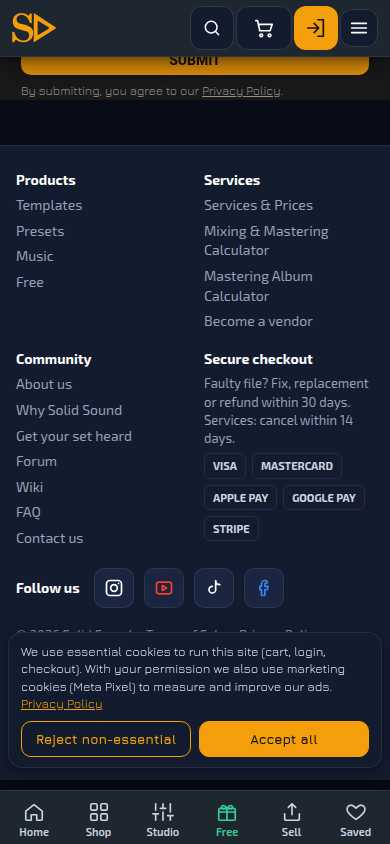 SUBMIT
By submitting, you agree to our Privacy Policy.
Products
Templates
Presets
Music
Free
Services
Services & Prices
Mixing & Mastering
Calculator
Mastering Album
Calculator
Become a vendor
Community
About us
Why Solid Sound
Get your set heard
Forum
Wiki
FAQ
Contact us
Secure checkout
Faulty file? Fix, replacement
or refund within 30 days.
Services: cancel within 14
days.
VISA
MASTERCARD
APPLE PAY
GOOGLE PAY
STRIPE
Follow us
We use essential cookies to run this site (cart, login,
checkout). With your permission we also use marketing
cookies (Meta Pixel) to measure and improve our ads.
Privacy Policy
Reject non-essential
Accept all
Home
Shop
Studio
Free
Sell
Saved